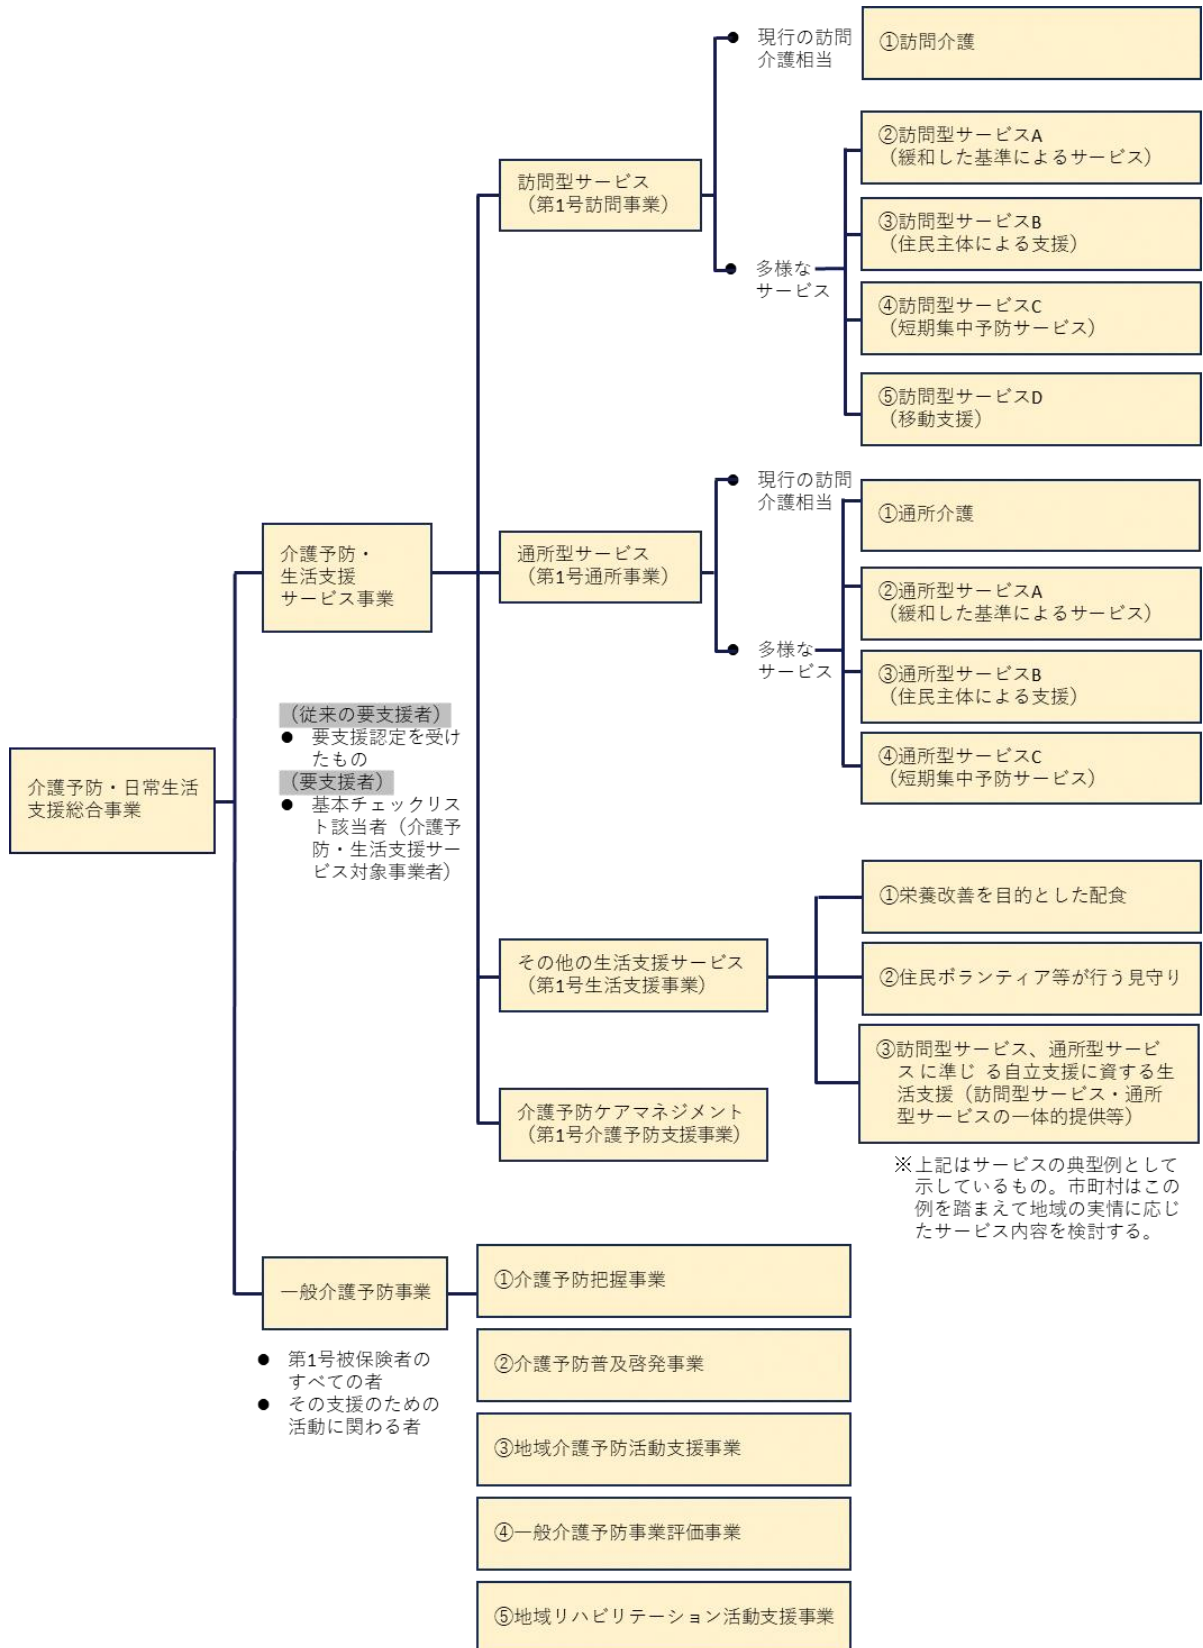 現行の訪問
介護相当
①訪問介護
②訪問型サービスA
（緩和した基準によるサービス）
訪問型サービス
（第1号訪問事業）
③訪問型サービスB
（住民主体による支援）
多様な
サービス
④訪問型サービスC
（短期集中予防サービス）
⑤訪問型サービスD
（移動支援）
現行の訪問
介護相当
①通所介護
介護予防・
生活支援
サービス事業
通所型サービス
（第1号通所事業）
②通所型サービスA
（緩和した基準によるサービス）
多様な
サービス
③通所型サービスB
（住民主体による支援）
④通所型サービスC
（短期集中予防サービス）
（従来の要支援者）
● 要支援認定を受け
たもの
（要支援者）
● 基本チェックリス
ト該当者（介護予
防・生活支援サー
ビス対象事業者）
介護予防・日常生活
支援総合事業
①栄養改善を目的とした配食
その他の生活支援サービス
（第1号生活支援事業）
②住民ボランティア等が行う見守り
③訪問型サービス、通所型サービ
ス に準じ る自立支援に資する生
活支援（訪問型サービス・通所
型サービスの一体的提供等）
介護予防ケアマネジメント
（第1号介護予防支援事業）
※上記はサービスの典型例として
示しているもの。市町村はこの
例を踏まえて地域の実情に応じ
たサービス内容を検討する。
一般介護予防事業
● 第1号被保険者の
すべての者
● その支援のための
活動に関わる者
①介護予防把握事業
②介護予防普及啓発事業
③地域介護予防活動支援事業
④一般介護予防事業評価事業
⑤地域リハビリテーション活動支援事業